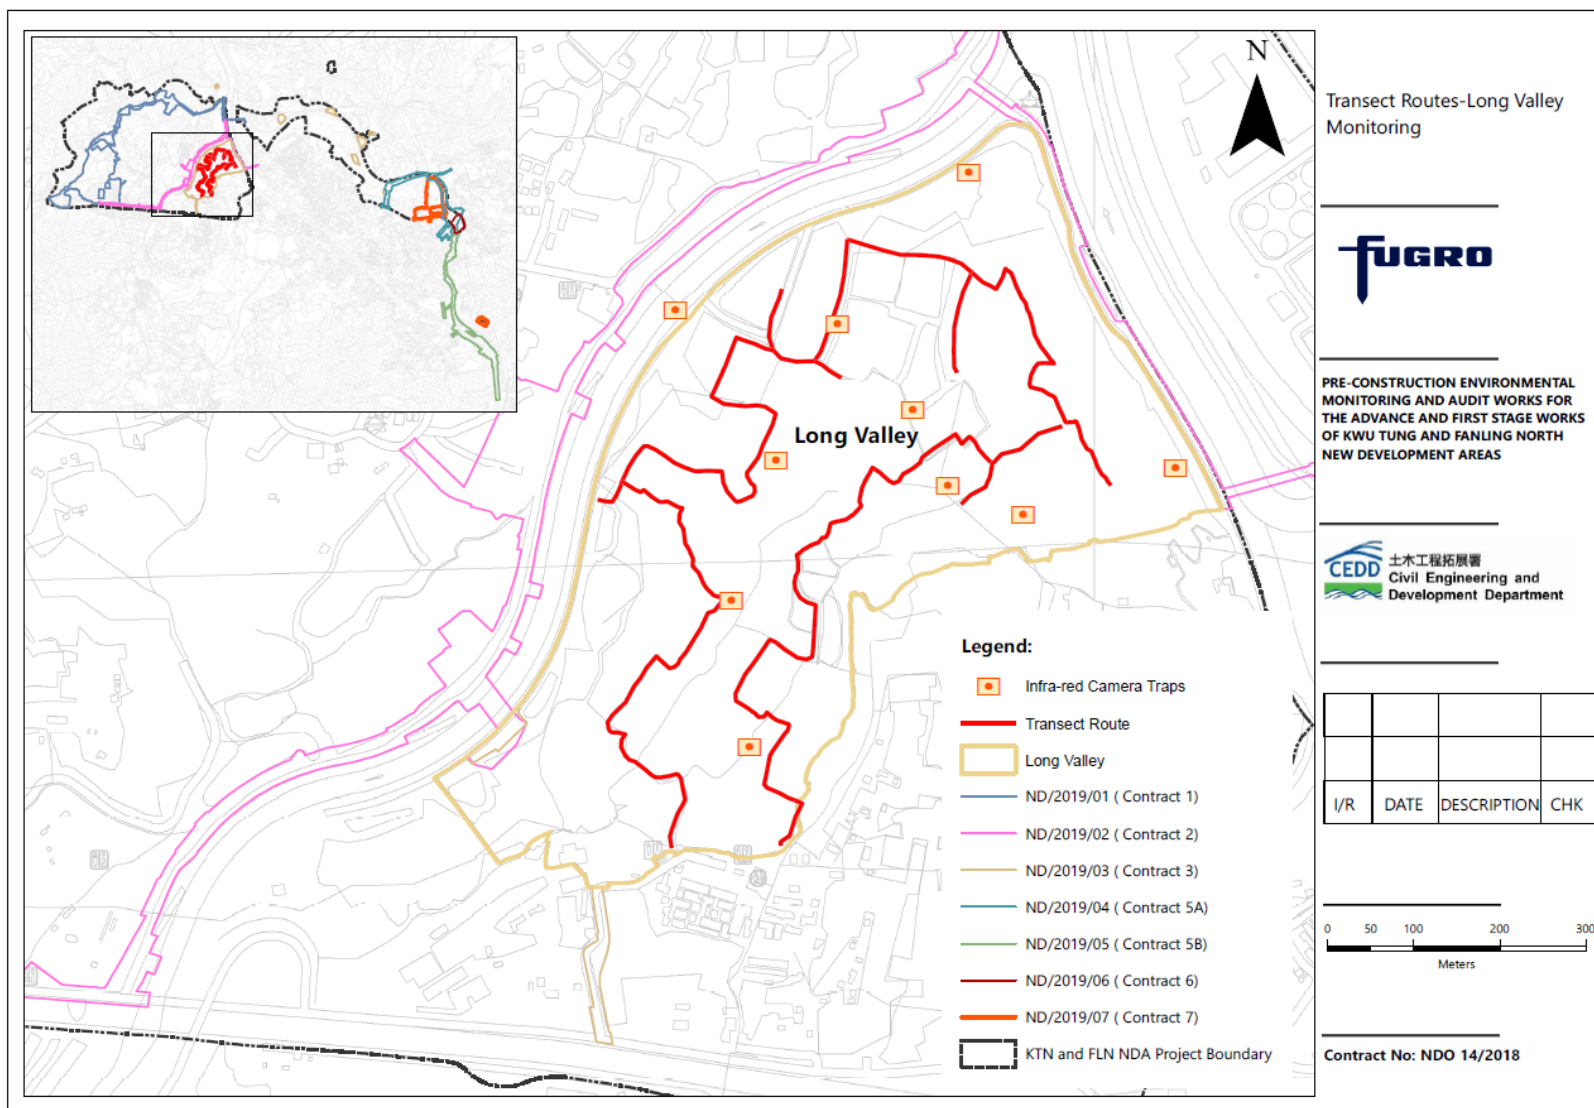 N
Long Valley
Legend:
Infra-red Camera Traps
Transect Route
Long Valley
ND/2019/01 ( Contract 1)
ND/2019/02 ( Contract 2)
ND/2019/03 ( Contract 3)
ND/2019/04 ( Contract 5A)
ND/2019/05 ( Contract 5B)
ND/2019/06 ( Contract 6)
ND/2019/07 ( Contract 7)
KTN and FLN NDA Project Boundary
Transect Routes-Long Valley
Monitoring
FUGRO
PRE-CONSTRUCTION ENVIRONMENTAL
MONITORING AND AUDIT WORKS FOR
THE ADVANCE AND FIRST STAGE WORKS
OF KWU TUNG AND FANLING NORTH
NEW DEVELOPMENT AREAS
CEDD
土木工程拓展署
Civil Engineering and
Development Department
I/R DATE DESCRIPTION CHK
0 50 100 200 300
Meters
Contract No: NDO 14/2018